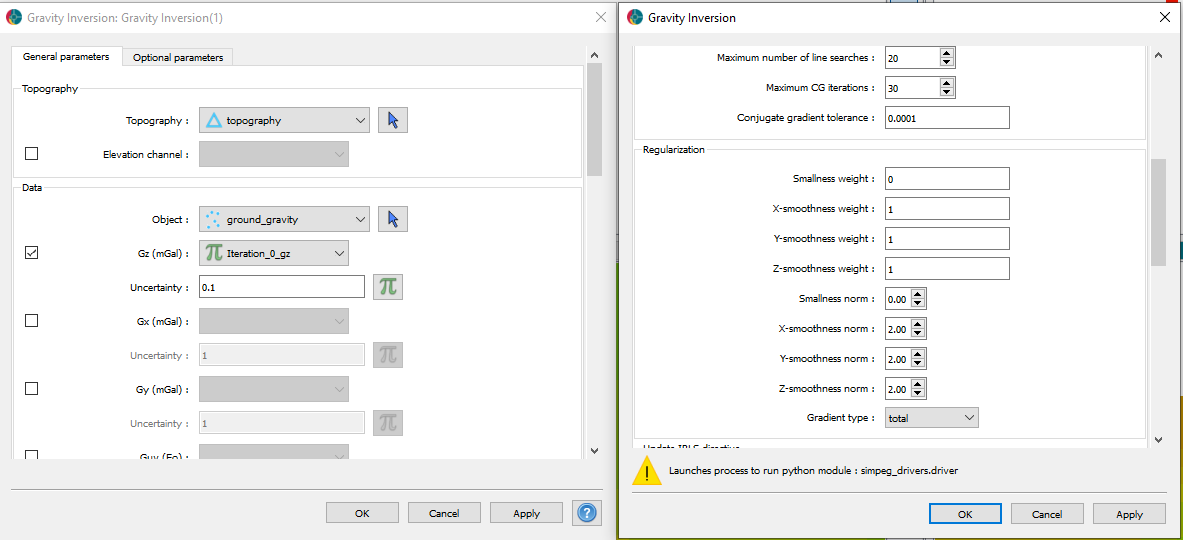 Gravity Inversion: Gravity Inversion(1)
General parameters
Optional parameters
Topography
Topography :
topography
Elevation channel :
Data
Object :
ground_gravity
Gz (mGal) :
Iteration_0_gz
Uncertainty :
0.1
Gx (mGal) :
Uncertainty :
1
Gy (mGal) :
Uncertainty :
1
Guv (Eo) :
OK
Cancel
Apply
Gravity Inversion
Maximum number of line searches :
20
Maximum CG iterations :
30
Conjugate gradient tolerance :
0.0001
Regularization
Smallness weight :
0
X-smoothness weight :
1
Y-smoothness weight :
1
Z-smoothness weight :
1
Smallness norm :
0.00
X-smoothness norm :
2.00
Y-smoothness norm :
2.00
Z-smoothness norm :
2.00
Gradient type :
total
Update IRLS directive
Launches process to run python module : simpeg_drivers.driver
OK
Cancel
Apply